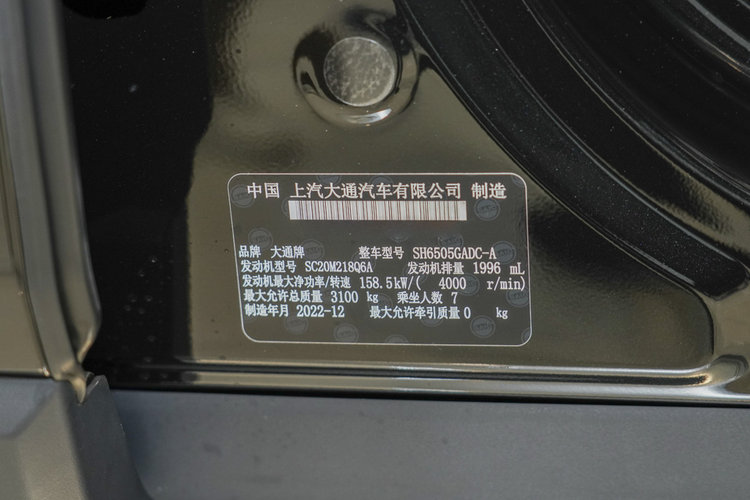 中国 上汽大通汽车有限公司 制造
品牌 大通牌 整车型号 SH6505GADC-A
发动机型号 SC20M218Q6A 发动机排量 1996 mL
发动机最大净功率/转速 158.5kW/( 4000 r/min)
最大允许总质量 3100 kg 乘坐人数 7
制造年月 2022-12 最大允许牵引质量 0 kg